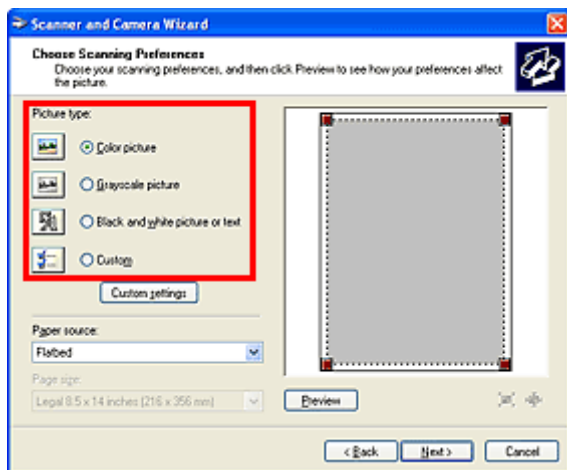 Scanner and Camera Wizard
Choose Scanning Preferences
Choose your scanning preferences, and then click Preview to see how your preferences affect
the picture.
Picture type:
Color picture
Grayscale picture
Black and white picture or text
Custom
Custom settings
Paper source:
Flatbed
Page size:
Legal 8.5 x 14 inches (216 x 356 mm)
Preview
< Back
Next >
Cancel